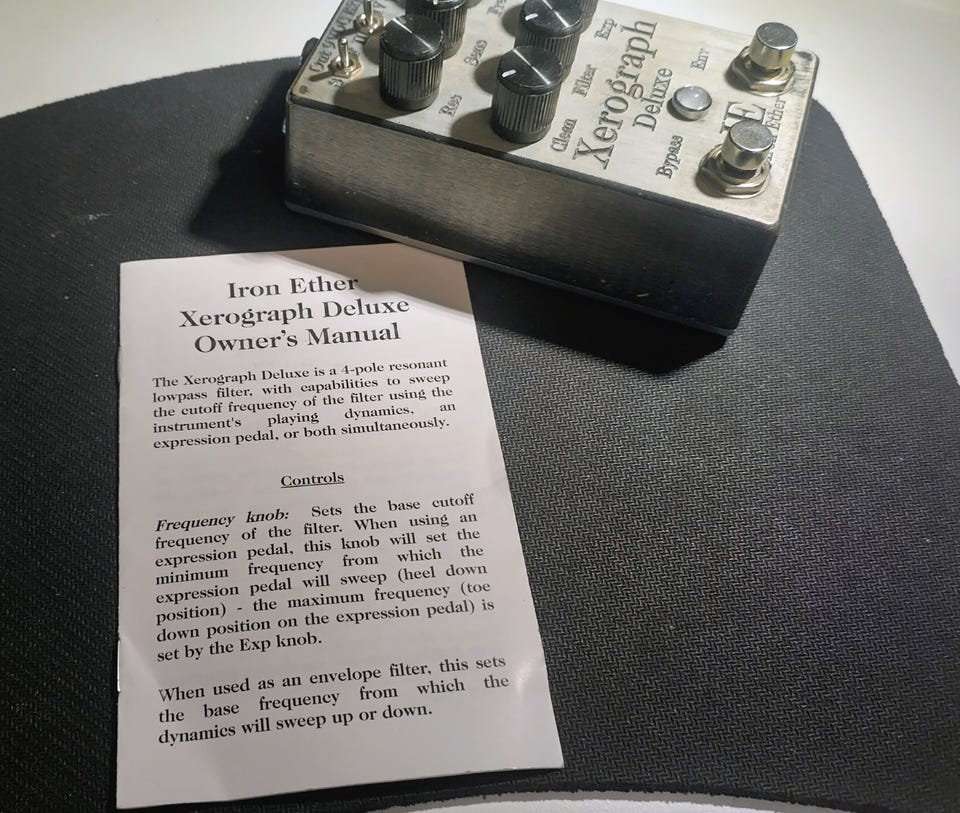 Iron Ether
Xerograph Deluxe
Owner's Manual
The Xerograph Deluxe is a 4-pole resonant
lowpass filter, with capabilities to sweep
the cutoff frequency of the filter using the
instrument's playing dynamics, an
expression pedal, or both simultaneously.
Controls
Frequency knob: Sets the base cutoff
frequency of the filter. When using an
expression pedal, this knob will set the
minimum frequency from which the
expression pedal will sweep (heel down
position) - the maximum frequency (toe
down position on the expression pedal) is
set by the Exp knob.
When used as an envelope filter, this sets
the base frequency from which the
dynamics will sweep up or down.
Sens
Res
Exp
Filter
Clean
Xerograph
Deluxe
Env
Bypass
IE
Ether